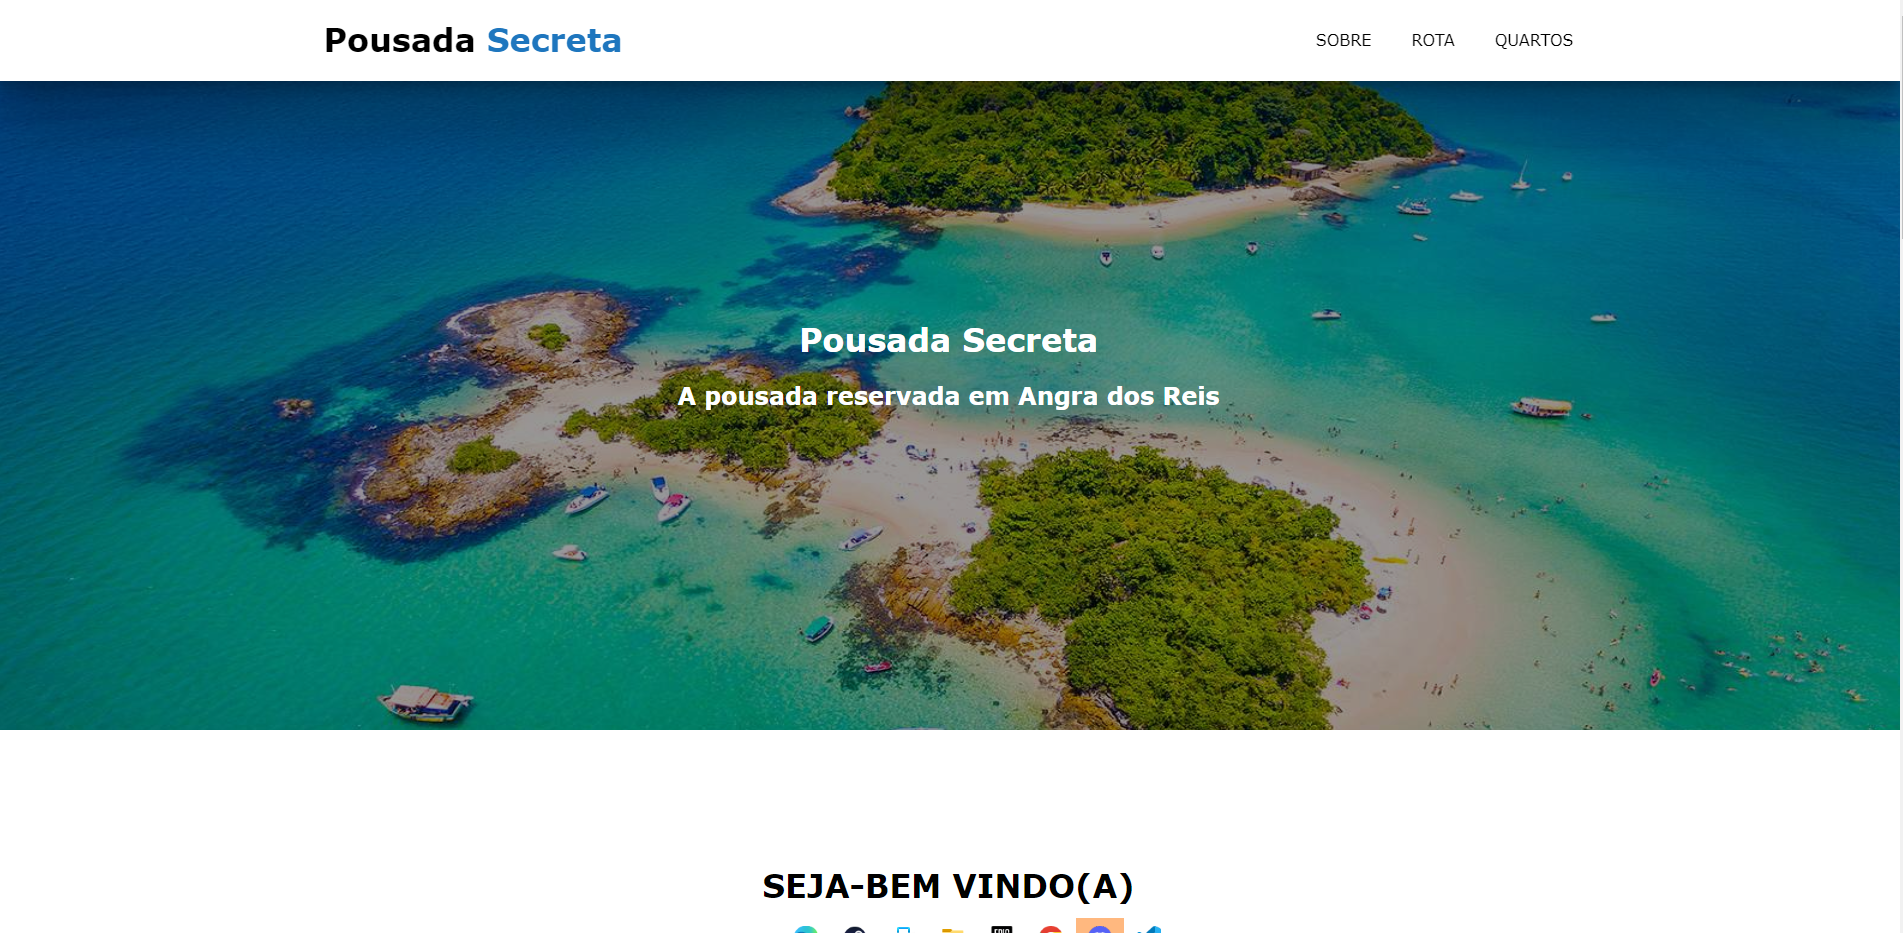 Pousada Secreta
SOBRE ROTA QUARTOS
Pousada Secreta
A pousada reservada em Angra dos Reis
SEJA-BEM VINDO(A)